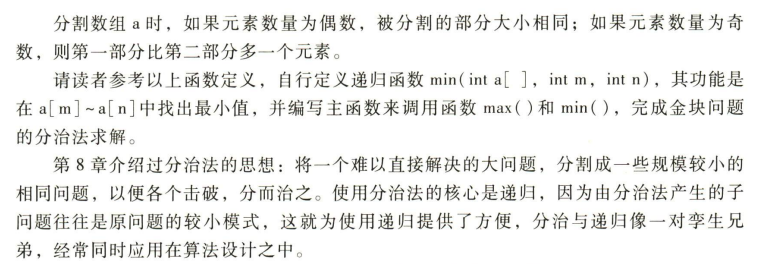 分割数组 a 时，如果元素数量为偶数，被分割的部分大小相同；如果元素数量为奇
数，则第一部分比第二部分多一个元素。
请读者参考以上函数定义，自行定义递归函数 min(int a[ ]，int m，int n)，其功能是
在 a[m]~a[n]中找出最小值，并编写主函数来调用函数 max()和 min()，完成金块问题
的分治法求解。
第 8 章介绍过分治法的思想：将一个难以直接解决的大问题，分割成一些规模较小的
相同问题，以便各个击破，分而治之。使用分治法的核心是递归，因为由分治法产生的子
问题往往是原问题的较小模式，这就为使用递归提供了方便，分治与递归像一对孪生兄
弟，经常同时应用在算法设计之中。